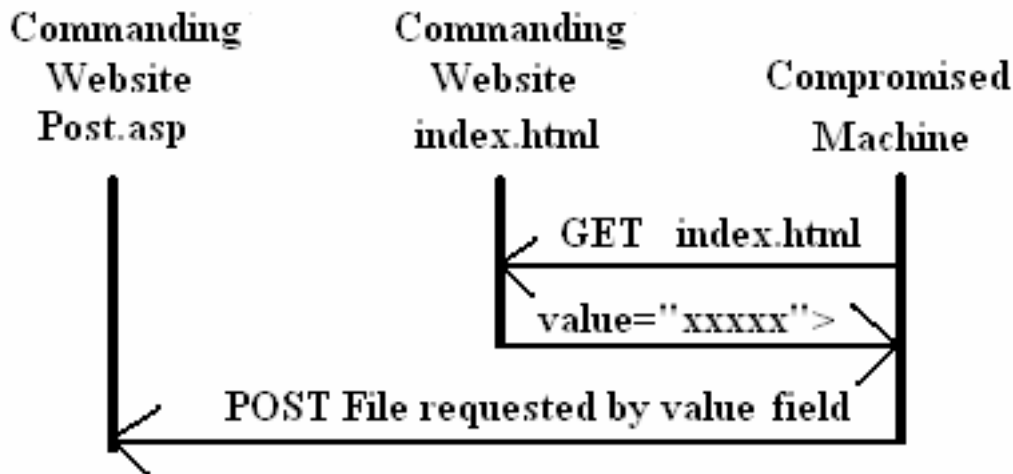 Commanding
Website
Post.asp
Commanding
Website
index.html
Compromised
Machine
GET index.html
value="xxxxx">
POST File requested by value field